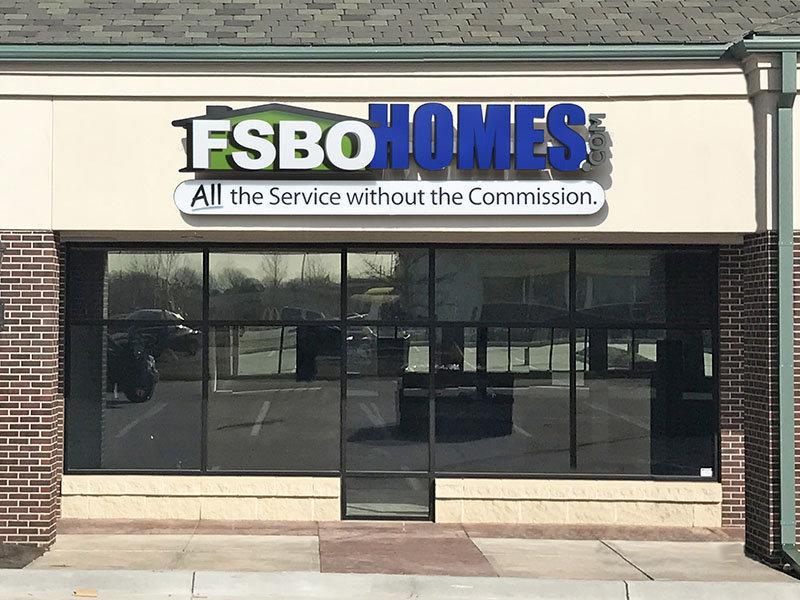 FSBOHOMES.COM
All the Service without the Commission.